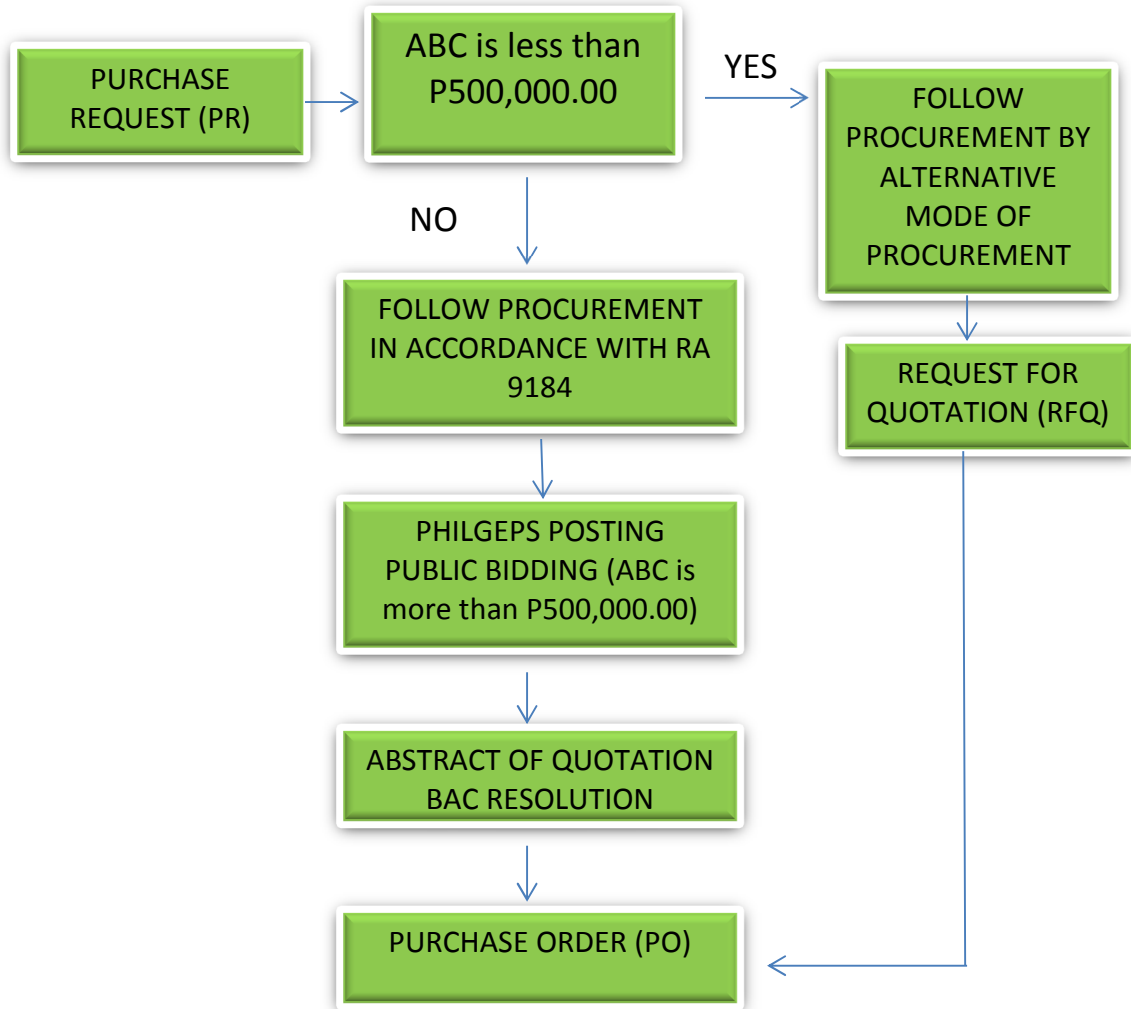 PURCHASE
REQUEST (PR)
ABC is less than
P500,000.00
YES
FOLLOW
PROCUREMENT BY
ALTERNATIVE
MODE OF
PROCUREMENT
NO
FOLLOW PROCUREMENT
IN ACCORDANCE WITH RA
9184
REQUEST FOR
QUOTATION (RFQ)
PHILGEPS POSTING
PUBLIC BIDDING (ABC is
more than P500,000.00)
ABSTRACT OF QUOTATION
BAC RESOLUTION
PURCHASE ORDER (PO)